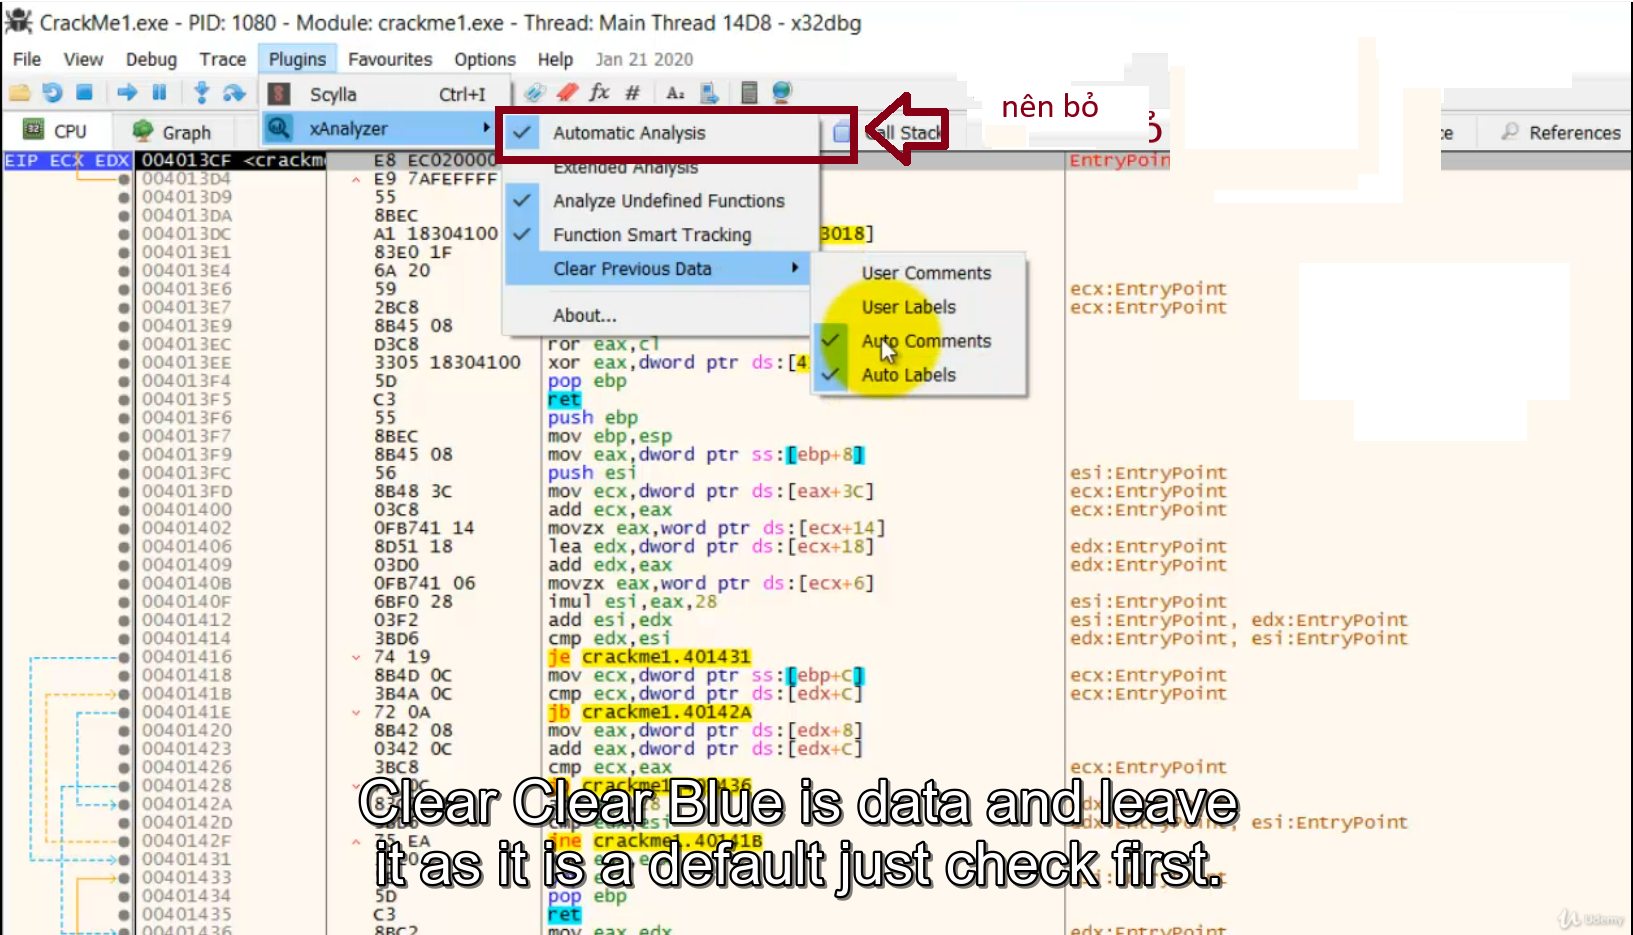 CrackMe1.exe - PID: 1080 - Module: crackme1.exe - Thread: Main Thread 14D8 - x32dbg
File View Debug Trace Plugins Favourites Options Help Jan 21 2020
Scylla Ctrl+I fx # A2
nên bỏ
CPU Graph xAnalyzer Automatic Analysis Call Stack References
EIP ECX EDX 004013CF <crackm E8 EC020000 EntryPoin
Extended Analysis
004013D4 E9 7AFEFFFF
004013D9 55 Analyze Undefined Functions
004013DA 8BEC
004013DC A1 18304100 Function Smart Tracking 3018]
004013E1 83E0 1F
004013E4 6A 20 Clear Previous Data User Comments
004013E6 59 ecx:EntryPoint
004013E7 2BC8 About... User Labels ecx:EntryPoint
004013E9 8B45 08
004013EC D3C8 ror eax,cl Auto Comments
004013EE 3305 18304100 xor eax,dword ptr ds:[4
004013F4 5D pop ebp Auto Labels
004013F5 C3 ret
004013F6 55 push ebp
004013F7 8BEC mov ebp,esp
004013F9 8B45 08 mov eax,dword ptr ss:[ebp+8]
004013FC 56 push esi esi:EntryPoint
004013FD 8B48 3C mov ecx,dword ptr ds:[eax+3C] ecx:EntryPoint
00401400 03C8 add ecx,eax ecx:EntryPoint
00401402 0FB741 14 movzx eax,word ptr ds:[ecx+14]
00401406 8D51 18 lea edx,dword ptr ds:[ecx+18] edx:EntryPoint
00401409 03D0 add edx,eax edx:EntryPoint
0040140B 0FB741 06 movzx eax,word ptr ds:[ecx+6]
0040140F 6BF0 28 imul esi,eax,28 esi:EntryPoint
00401412 03F2 add esi,edx esi:EntryPoint, edx:EntryPoint
00401414 3BD6 cmp edx,esi edx:EntryPoint, esi:EntryPoint
00401416 74 19 je crackme1.401431
00401418 8B4D 0C mov ecx,dword ptr ss:[ebp+C] ecx:EntryPoint
0040141B 3B4A 0C cmp ecx,dword ptr ds:[edx+C] ecx:EntryPoint
0040141E 72 0A jb crackme1.40142A
00401420 8B42 08 mov eax,dword ptr ds:[edx+8]
00401423 0342 0C add eax,dword ptr ds:[edx+C]
00401426 3BC8 cmp ecx,eax ecx:EntryPoint
00401428
0040142A
0040142D esi:EntryPoint
0040142F 75 EA jne crackme1.40141B
00401431
00401433
00401434 5D pop ebp
00401435 C3 ret
00401436 8BC2 mov eax,edx edx:EntryPoint
Clear Clear Blue is data and leave
it as it is a default just check first.
Udemy